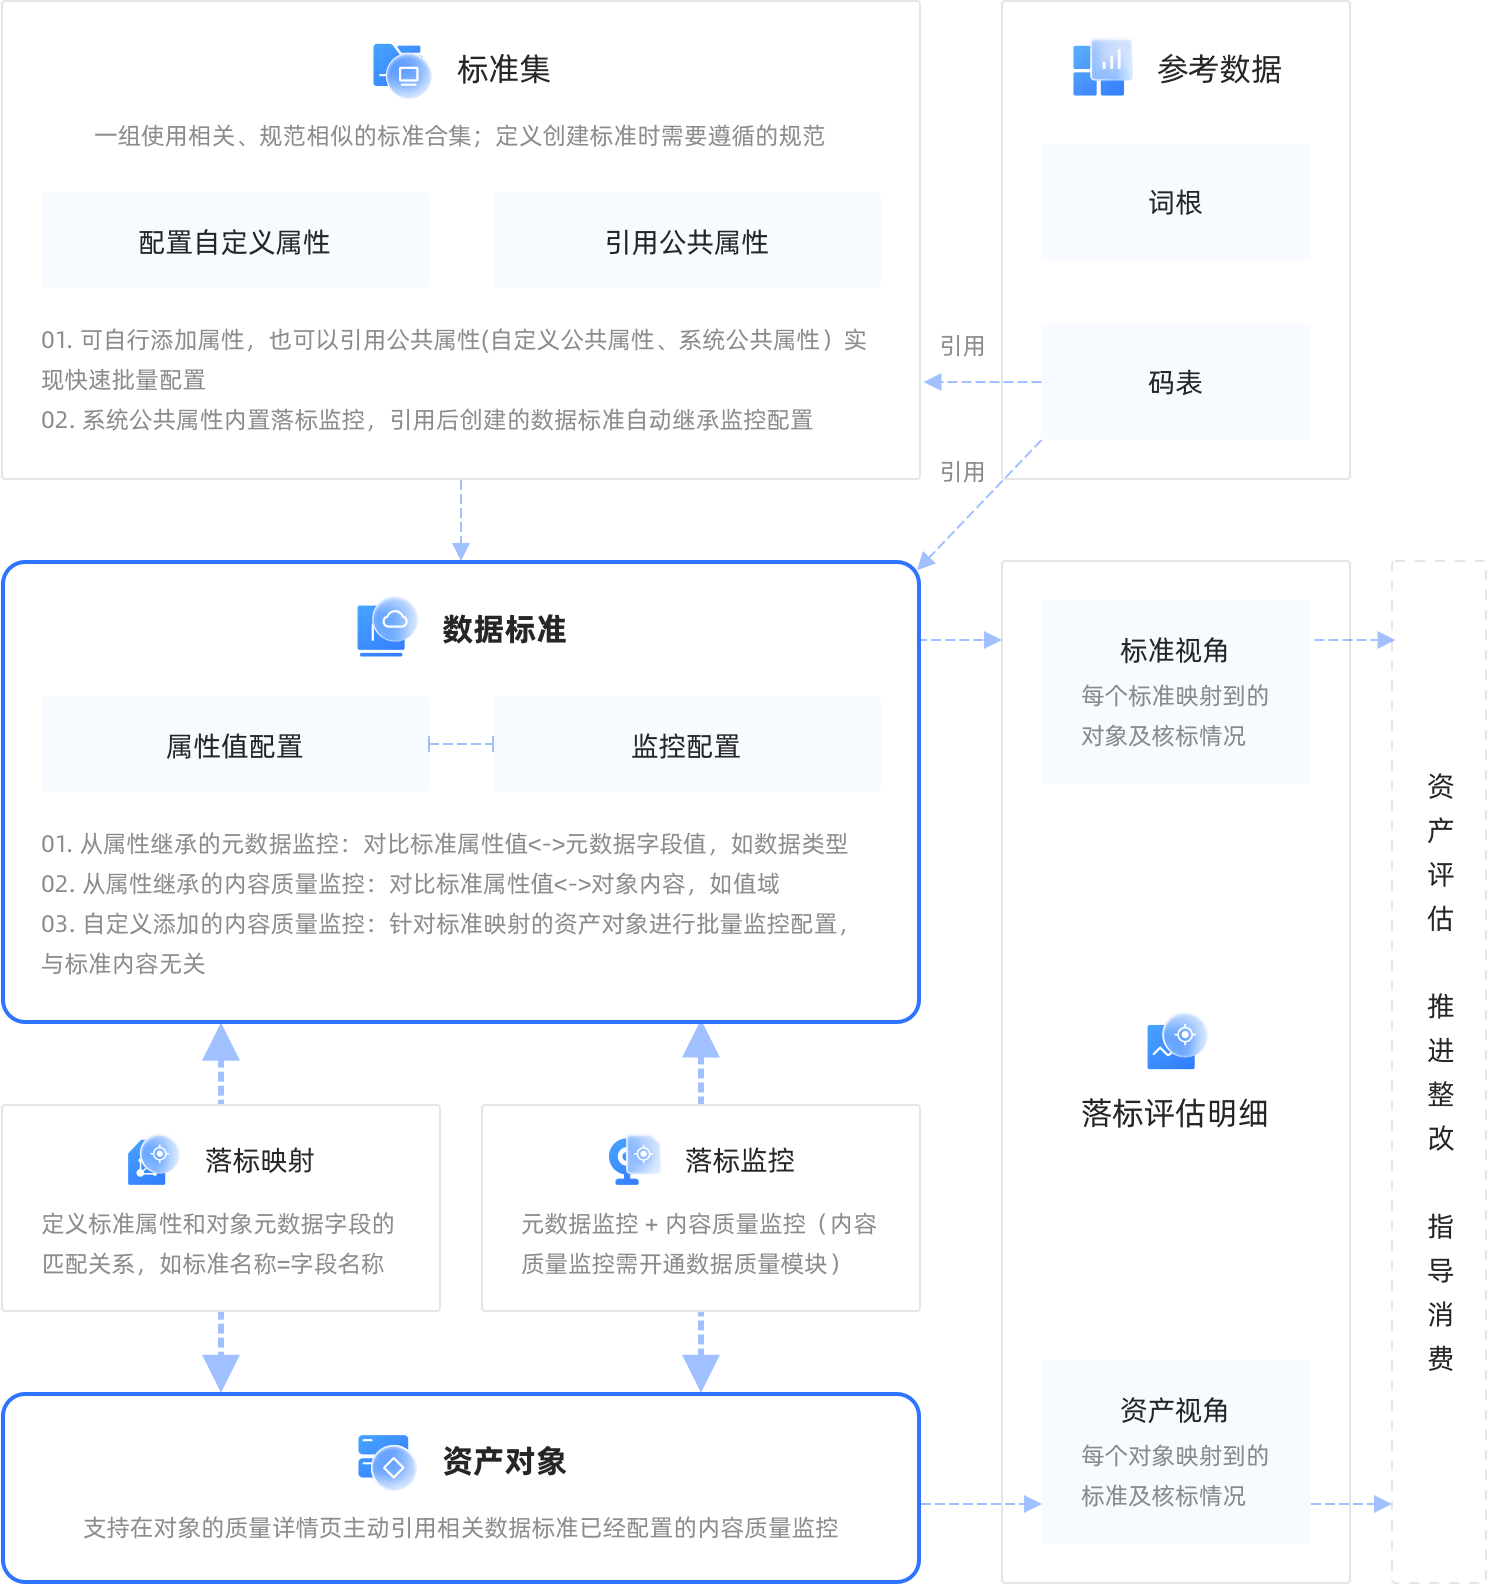 标准集
一组使用相关、规范相似的标准合集；定义创建标准时需要遵循的规范
配置自定义属性
引用公共属性
01. 可自行添加属性，也可以引用公共属性(自定义公共属性、系统公共属性）实
现快速批量配置
02. 系统公共属性内置落标监控，引用后创建的数据标准自动继承监控配置
参考数据
词根
码表
引用
引用
数据标准
属性值配置
监控配置
01. 从属性继承的元数据监控：对比标准属性值<->元数据字段值，如数据类型
02. 从属性继承的内容质量监控：对比标准属性值<->对象内容，如值域
03. 自定义添加的内容质量监控：针对标准映射的资产对象进行批量监控配置，
与标准内容无关
落标映射
定义标准属性和对象元数据字段的
匹配关系，如标准名称=字段名称
落标监控
元数据监控 + 内容质量监控（内容
质量监控需开通数据质量模块）
资产对象
支持在对象的质量详情页主动引用相关数据标准已经配置的内容质量监控
标准视角
每个标准映射到的
对象及核标情况
落标评估明细
资产视角
每个对象映射到的
标准及核标情况
资产评估
推进整改
指导消费